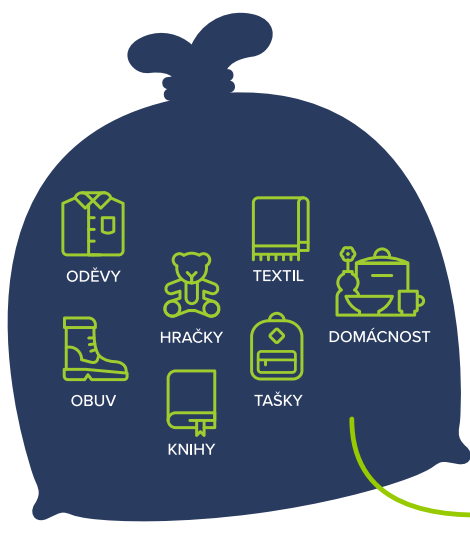 ODĚVY
TEXTIL
HRAČKY
DOMÁCNOST
OBUV
TAŠKY
KNIHY